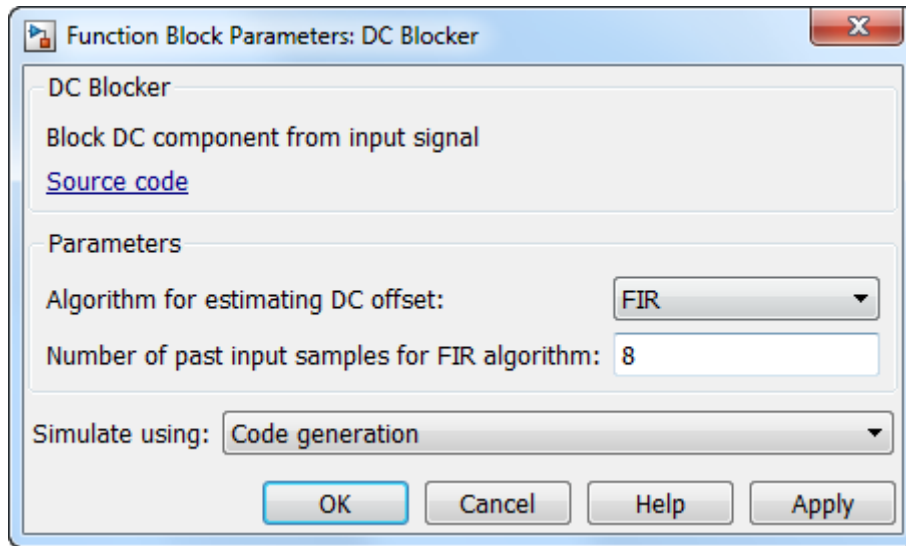 Function Block Parameters: DC Blocker
DC Blocker
Block DC component from input signal
Source code
Parameters
Algorithm for estimating DC offset: FIR
Number of past input samples for FIR algorithm: 8
Simulate using: Code generation
OK Cancel Help Apply